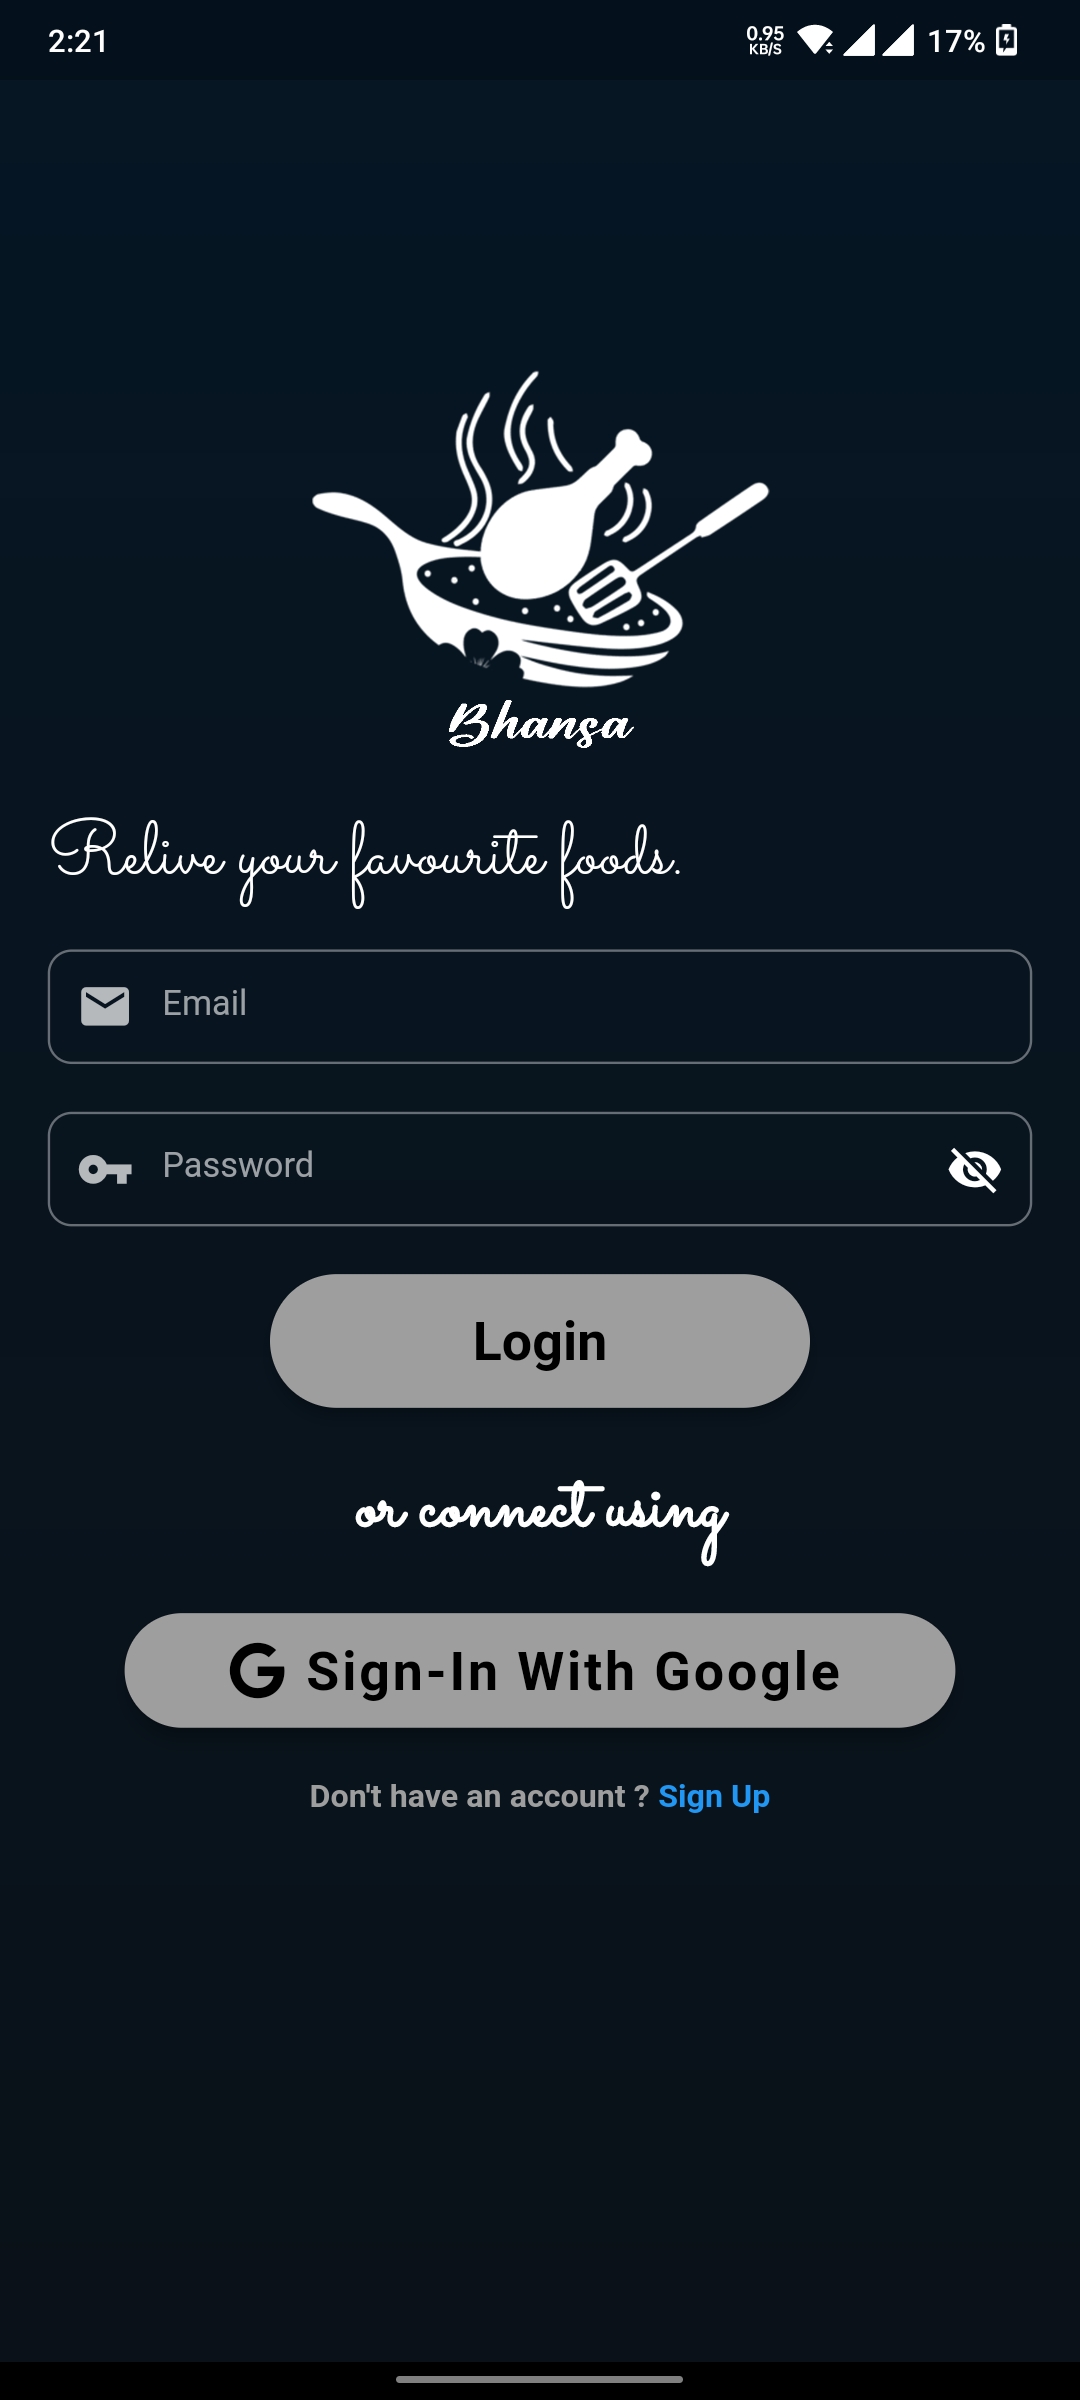 2:21
0.95
KB/S
17%
Bhansa
Relive your favourite foods.
Email
Password
Login
or connect using
G Sign-In With Google
Don't have an account ? Sign Up